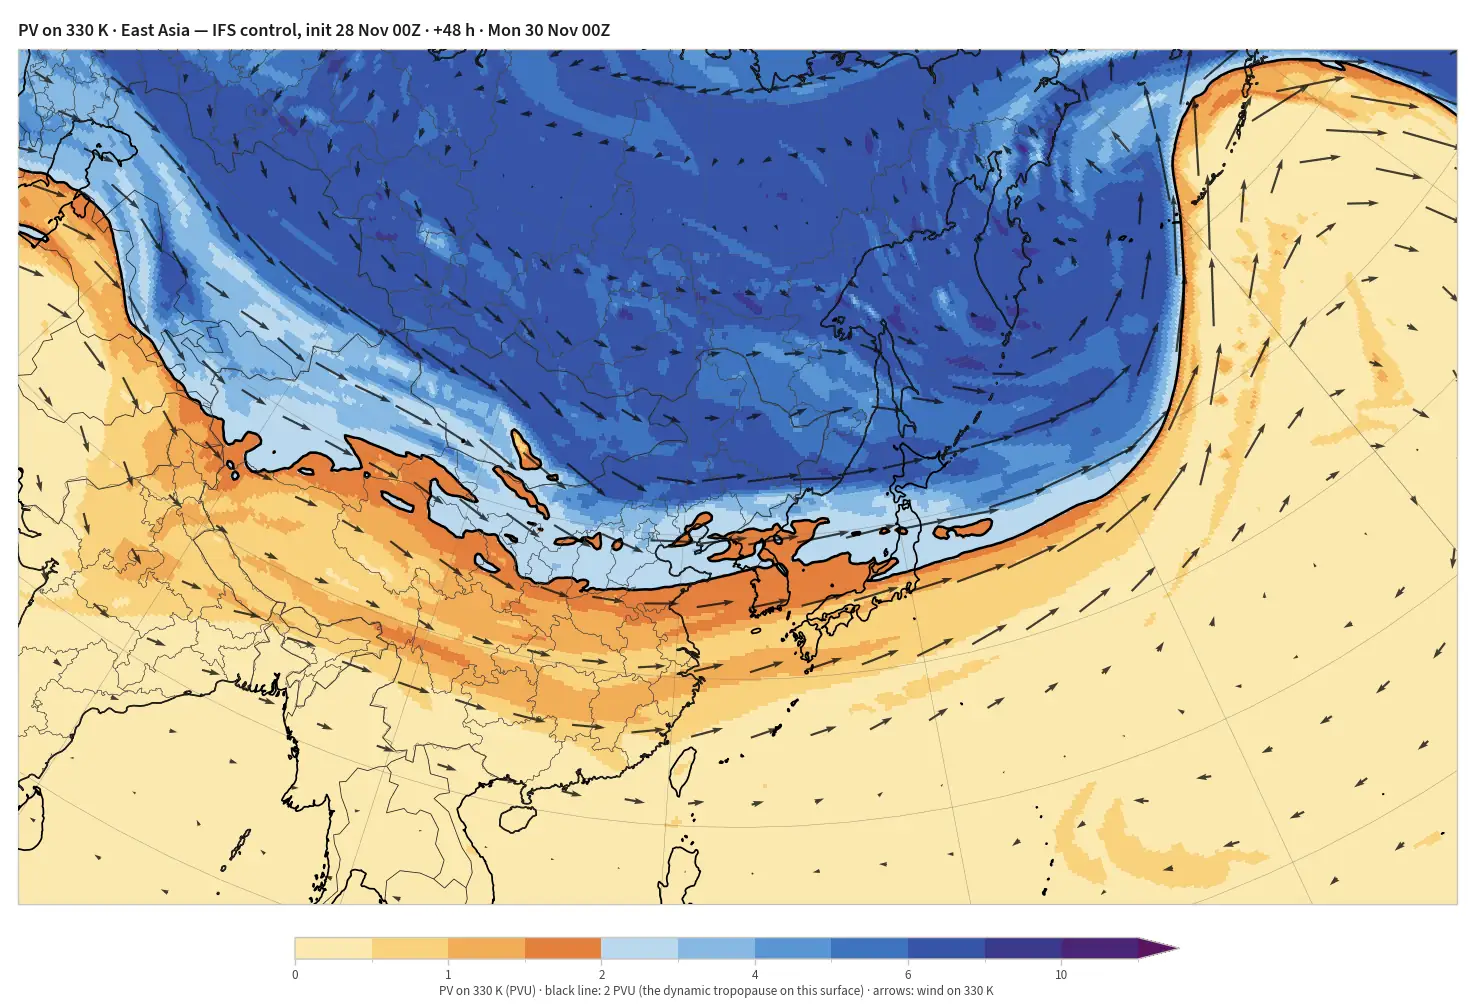 PV on 330 K · East Asia — IFS control, init 28 Nov 00Z · +48 h · Mon 30 Nov 00Z
0 1 2 4 6 10
PV on 330 K (PVU) · black line: 2 PVU (the dynamic tropopause on this surface) · arrows: wind on 330 K